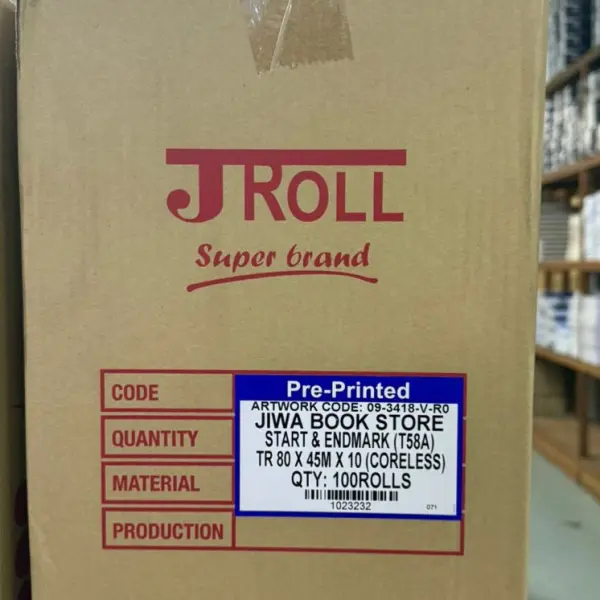 JROLL
Super brand
CODE
QUANTITY
MATERIAL
PRODUCTION
Pre-Printed
ARTWORK CODE: 09-3418-V-R0
JIWA BOOK STORE
START & ENDMARK (T58A)
TR 80 X 45M X 10 (CORELESS)
QTY: 100ROLLS
1023232
071